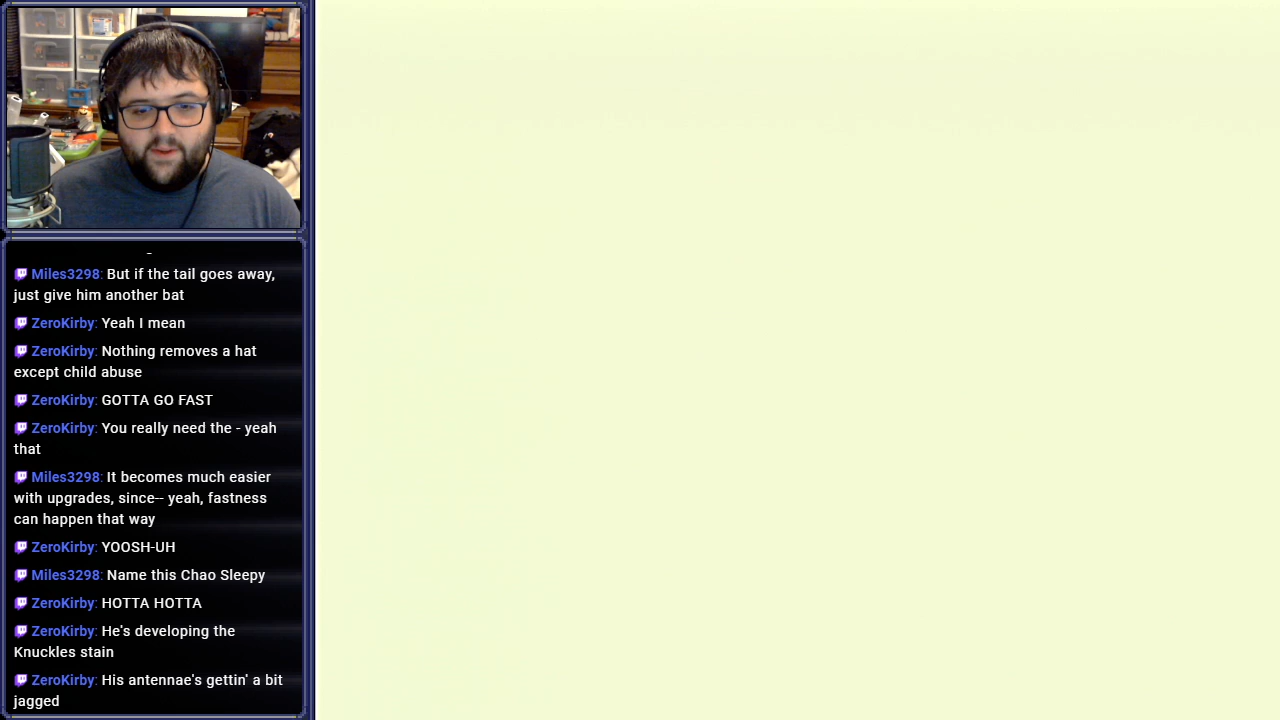 Miles3298: But if the tail goes away,
just give him another bat
ZeroKirby: Yeah I mean
ZeroKirby: Nothing removes a hat
except child abuse
ZeroKirby: GOTTA GO FAST
ZeroKirby: You really need the - yeah
that
Miles3298: It becomes much easier
with upgrades, since-- yeah, fastness
can happen that way
ZeroKirby: YOOSH-UH
Miles3298: Name this Chao Sleepy
ZeroKirby: HOTTA HOTTA
ZeroKirby: He's developing the
Knuckles stain
ZeroKirby: His antennae's gettin' a bit
jagged